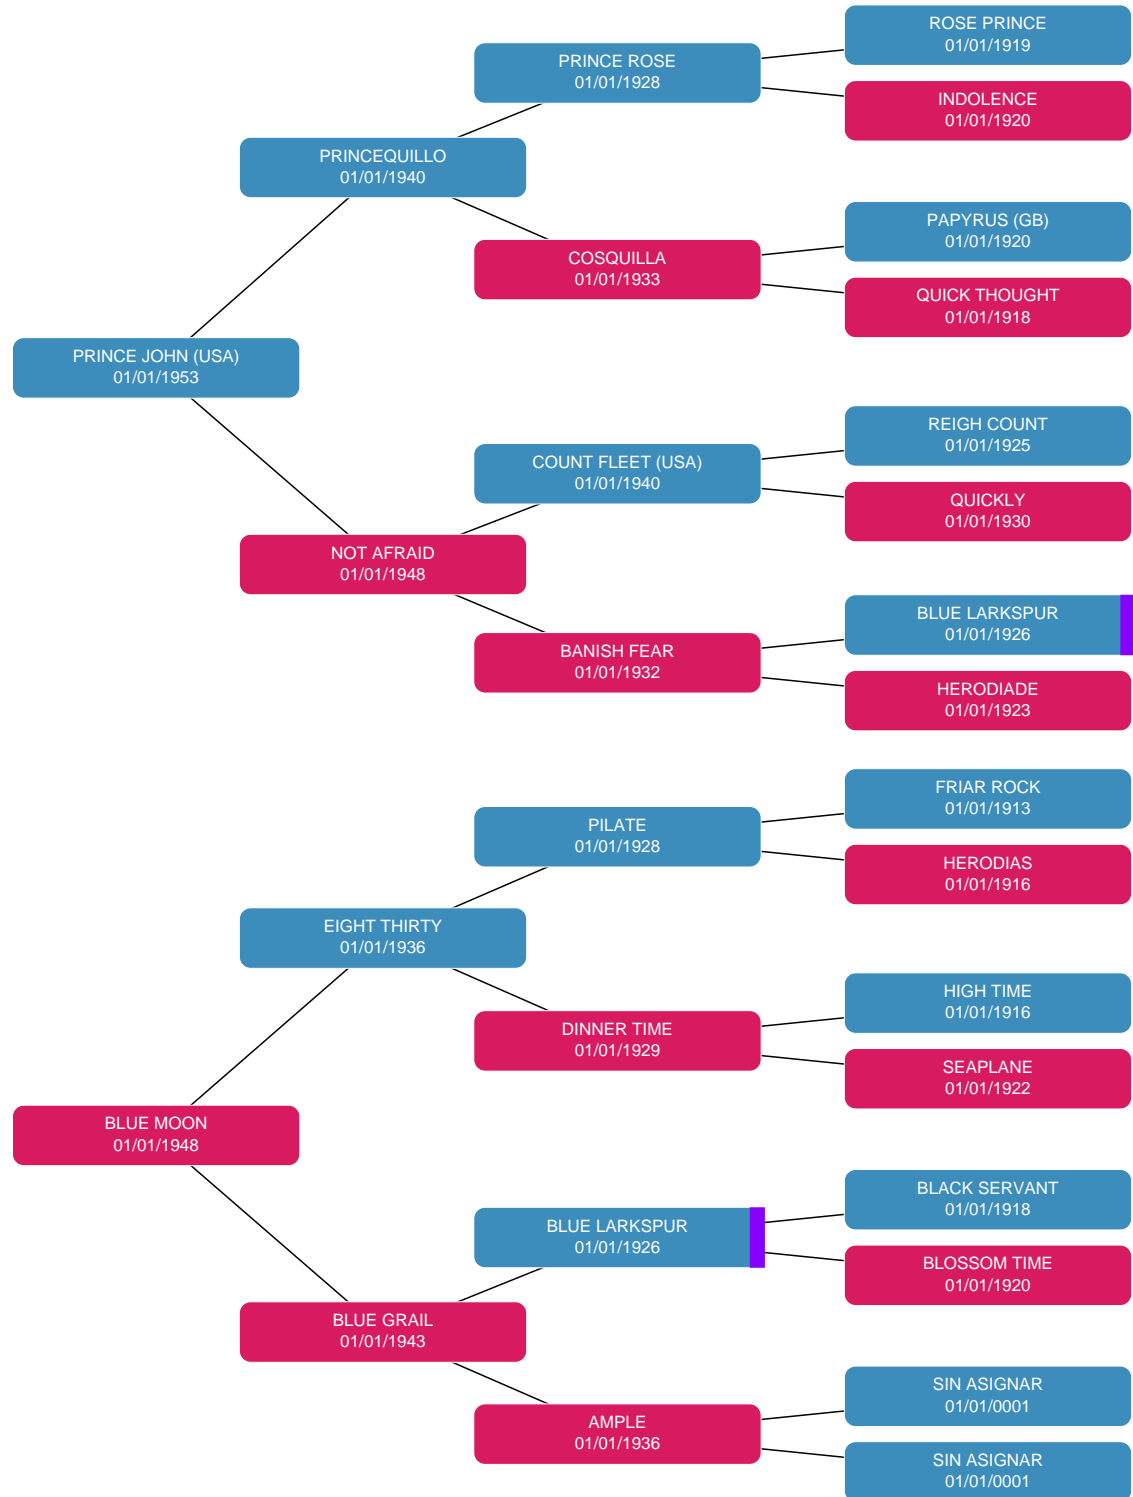 ROSE PRINCE
01/01/1919
PRINCE ROSE
01/01/1928
INDOLENCE
01/01/1920
PRINCEQUILLO
01/01/1940
PAPYRUS (GB)
01/01/1920
COSQUILLA
01/01/1933
QUICK THOUGHT
01/01/1918
PRINCE JOHN (USA)
01/01/1953
REIGH COUNT
01/01/1925
COUNT FLEET (USA)
01/01/1940
QUICKLY
01/01/1930
NOT AFRAID
01/01/1948
BLUE LARKSPUR
01/01/1926
BANISH FEAR
01/01/1932
HERODIADE
01/01/1923
FRIAR ROCK
01/01/1913
PILATE
01/01/1928
HERODIAS
01/01/1916
EIGHT THIRTY
01/01/1936
HIGH TIME
01/01/1916
DINNER TIME
01/01/1929
SEAPLANE
01/01/1922
BLUE MOON
01/01/1948
BLACK SERVANT
01/01/1918
BLUE LARKSPUR
01/01/1926
BLOSSOM TIME
01/01/1920
BLUE GRAIL
01/01/1943
SIN ASIGNAR
01/01/0001
AMPLE
01/01/1936
SIN ASIGNAR
01/01/0001